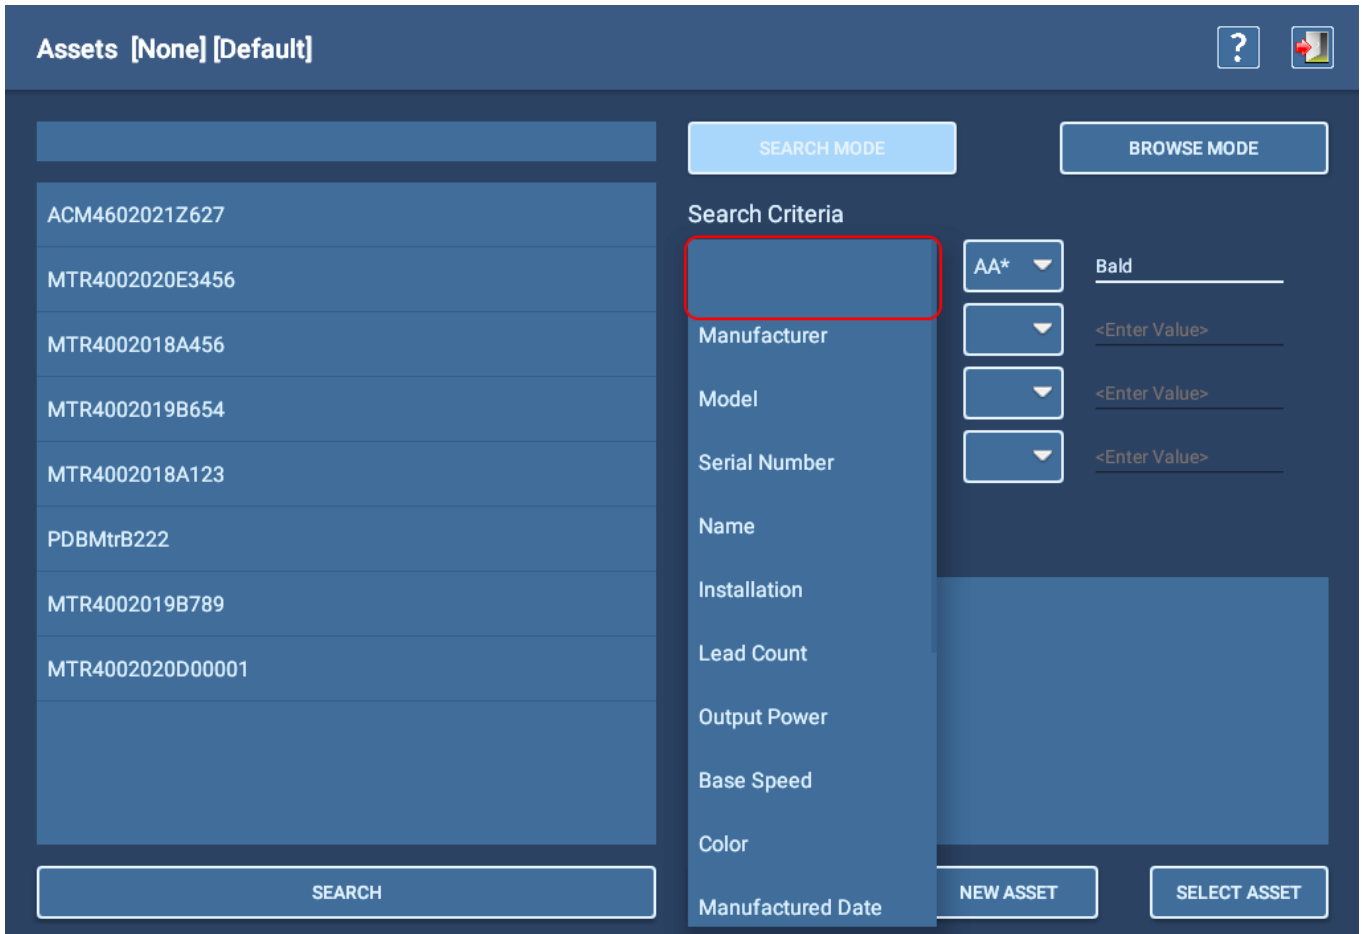 Assets [None] [Default]
?
SEARCH MODE
BROWSE MODE
ACM4602021Z627
MTR4002020E3456
MTR4002018A456
MTR4002019B654
MTR4002018A123
PDBMtrB222
MTR4002019B789
MTR4002020D00001
SEARCH
Search Criteria
Manufacturer
Model
Serial Number
Name
Installation
Lead Count
Output Power
Base Speed
Color
Manufactured Date
AA*
Bald
<Enter Value>
<Enter Value>
<Enter Value>
NEW ASSET
SELECT ASSET